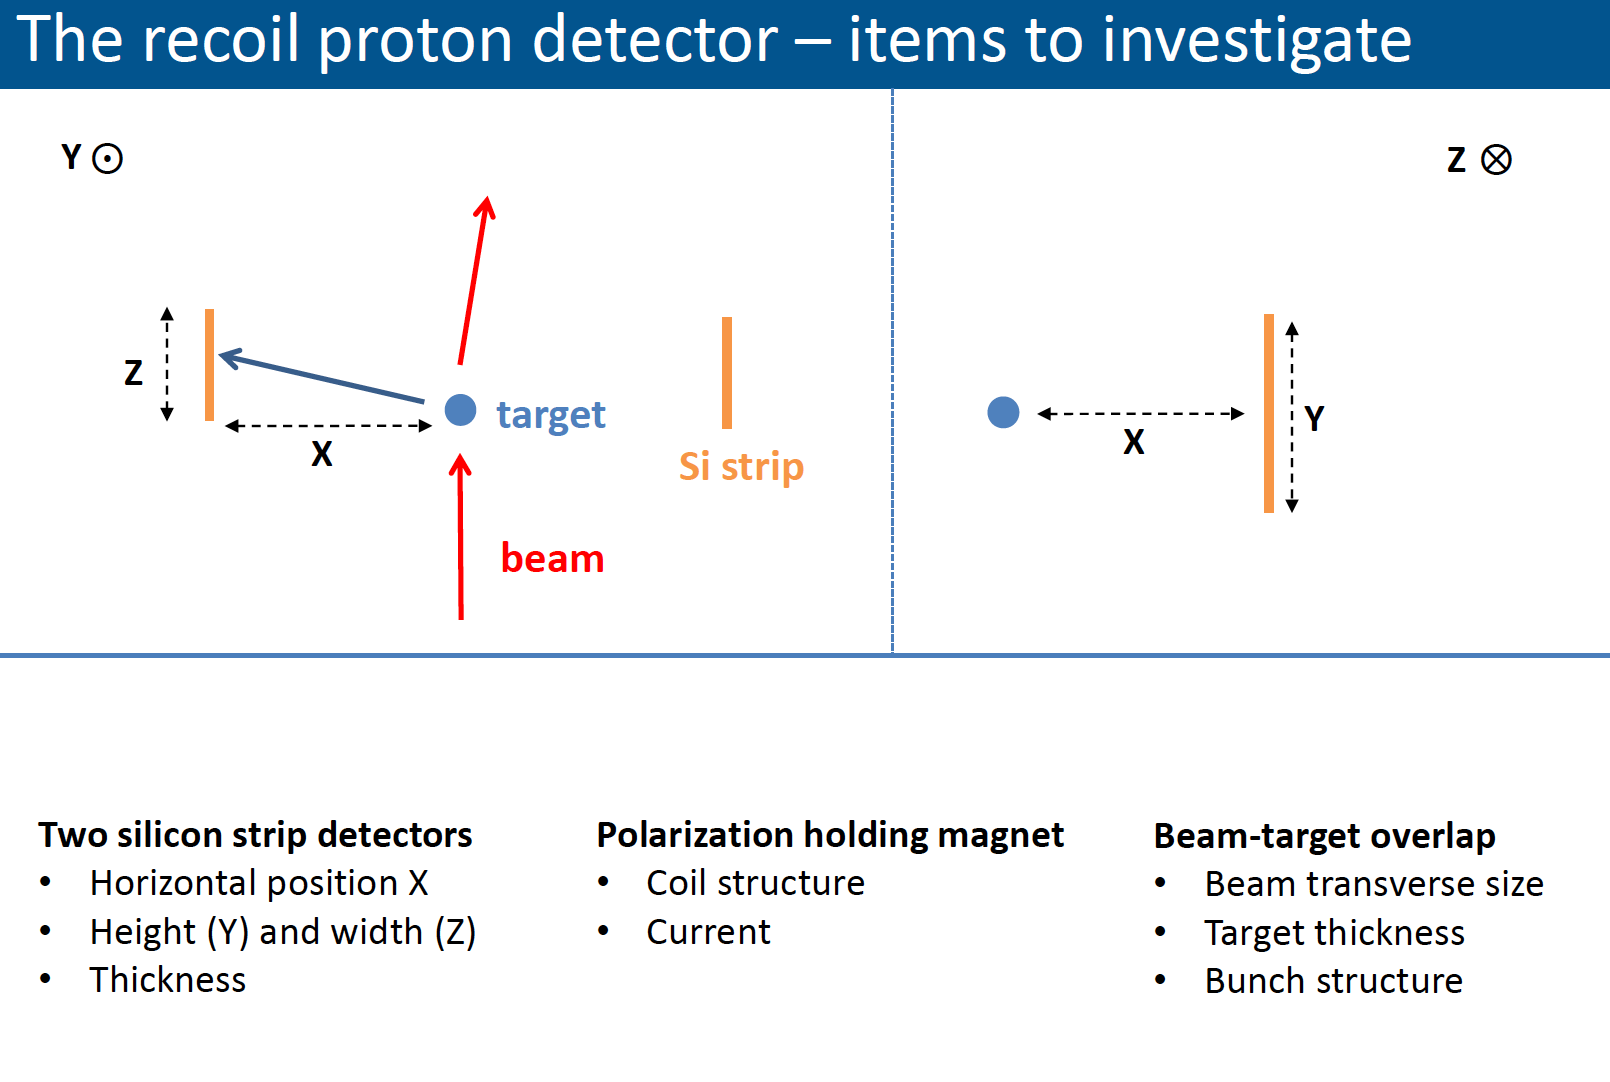 The recoil proton detector – items to investigate
Y
Z
Z
X
target
Si strip
beam
X
Y
Two silicon strip detectors
• Horizontal position X
• Height (Y) and width (Z)
• Thickness
Polarization holding magnet
• Coil structure
• Current
Beam-target overlap
• Beam transverse size
• Target thickness
• Bunch structure